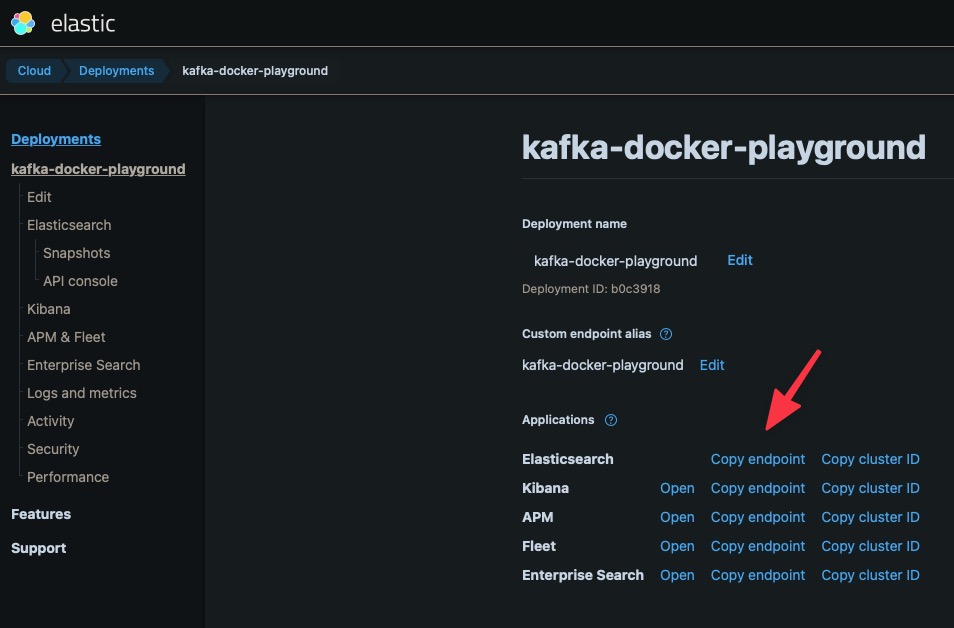 elastic
Cloud Deployments kafka-docker-playground
Deployments
kafka-docker-playground
Edit
Elasticsearch
Snapshots
API console
Kibana
APM & Fleet
Enterprise Search
Logs and metrics
Activity
Security
Performance
Features
Support
kafka-docker-playground
Deployment name
kafka-docker-playground Edit
Deployment ID: b0c3918
Custom endpoint alias ?
kafka-docker-playground Edit
Applications ?
Elasticsearch Copy endpoint Copy cluster ID
Kibana Open Copy endpoint Copy cluster ID
APM Open Copy endpoint Copy cluster ID
Fleet Open Copy endpoint Copy cluster ID
Enterprise Search Open Copy endpoint Copy cluster ID